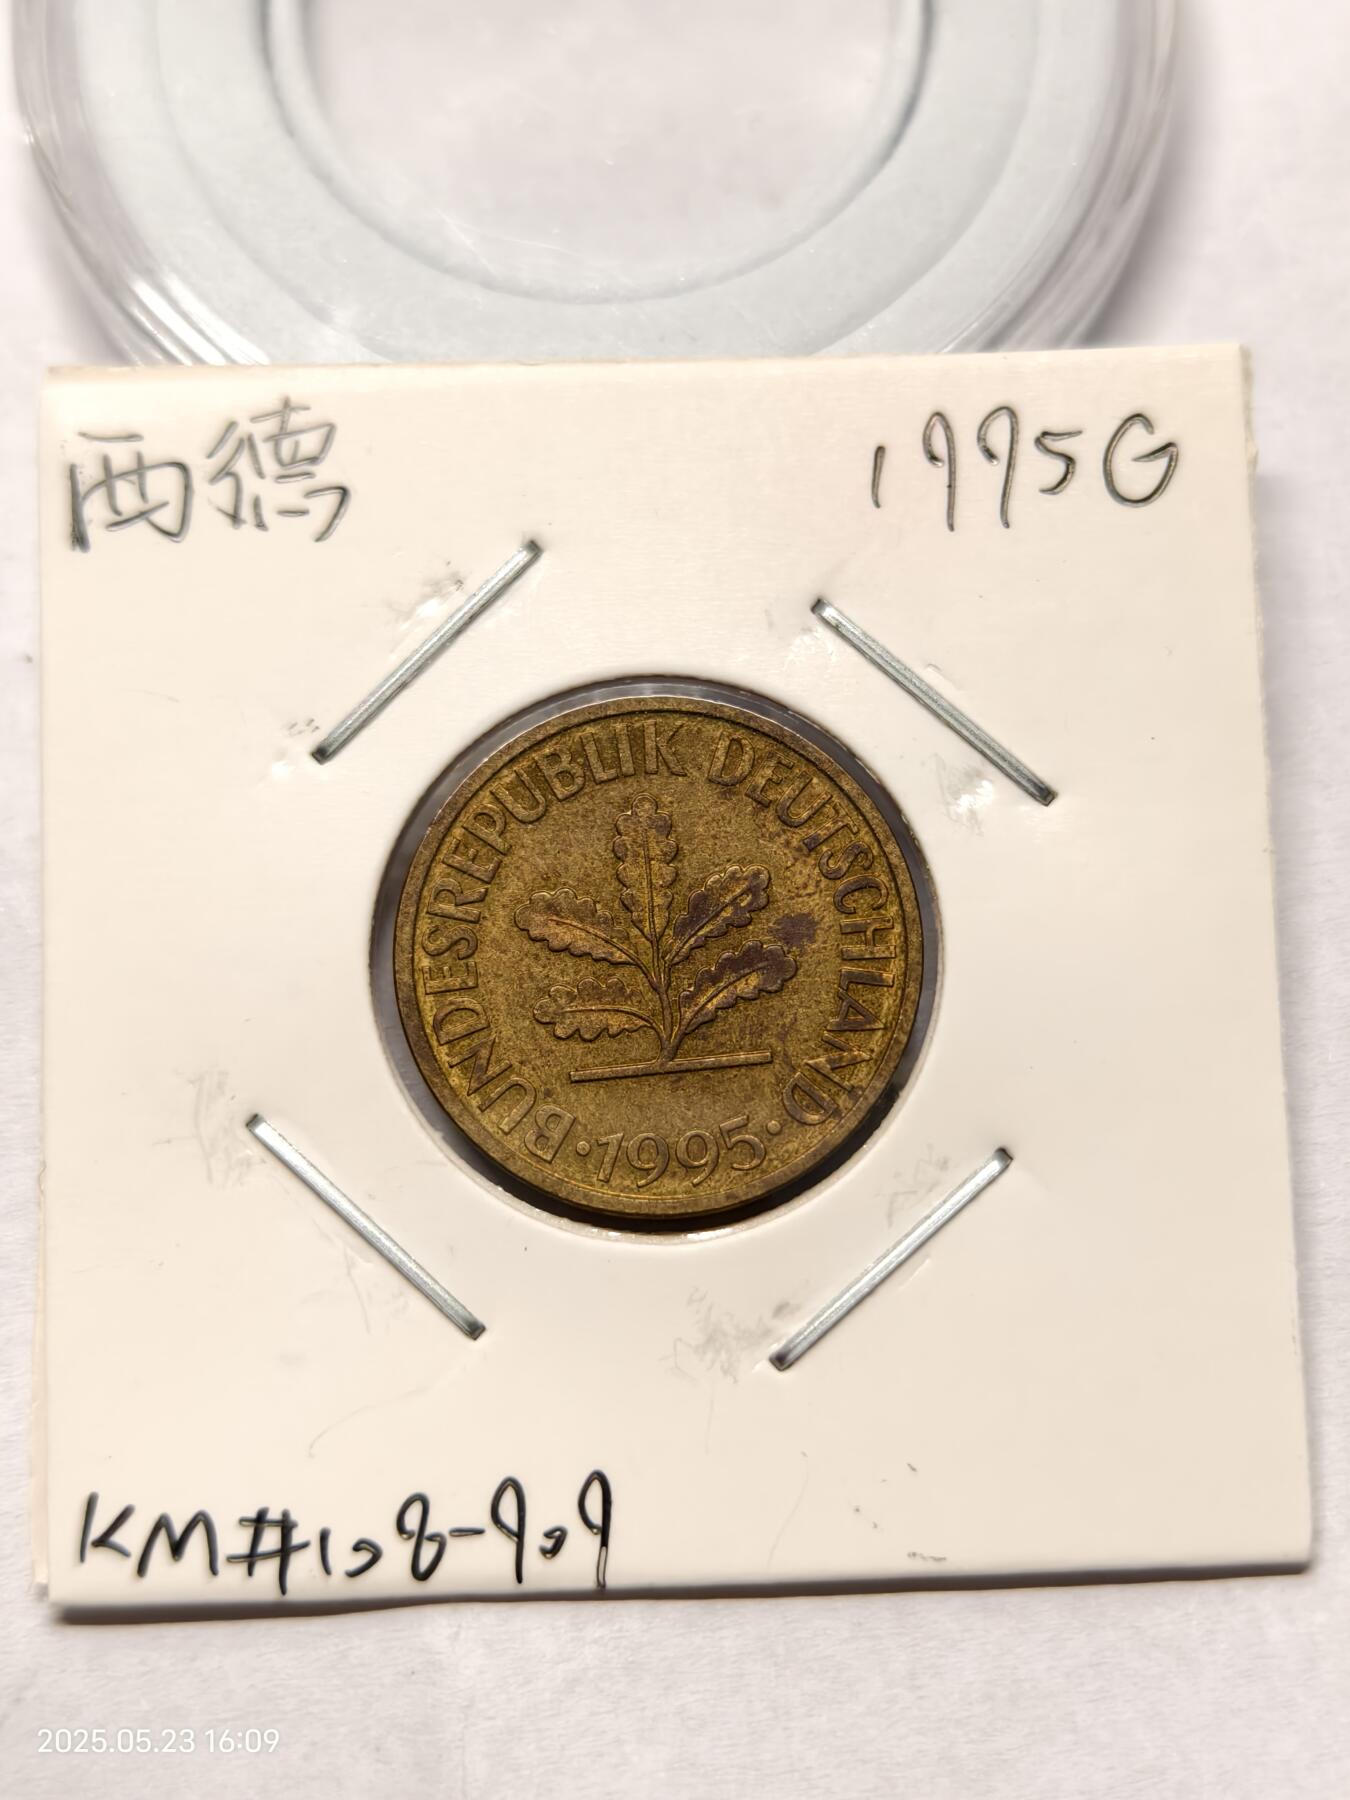 西德
1995G
BUNDESREPUBLIK DEUTSCHLAND
·1995·
KM#108-909
2025.05.23 16:09